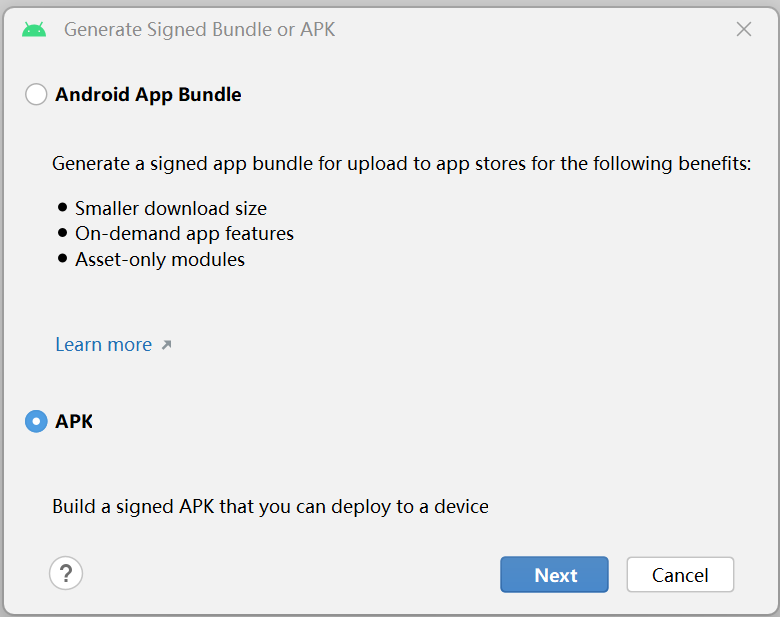 Generate Signed Bundle or APK
Android App Bundle
Generate a signed app bundle for upload to app stores for the following benefits:
• Smaller download size
• On-demand app features
• Asset-only modules
Learn more ↗
APK
Build a signed APK that you can deploy to a device
? Next Cancel